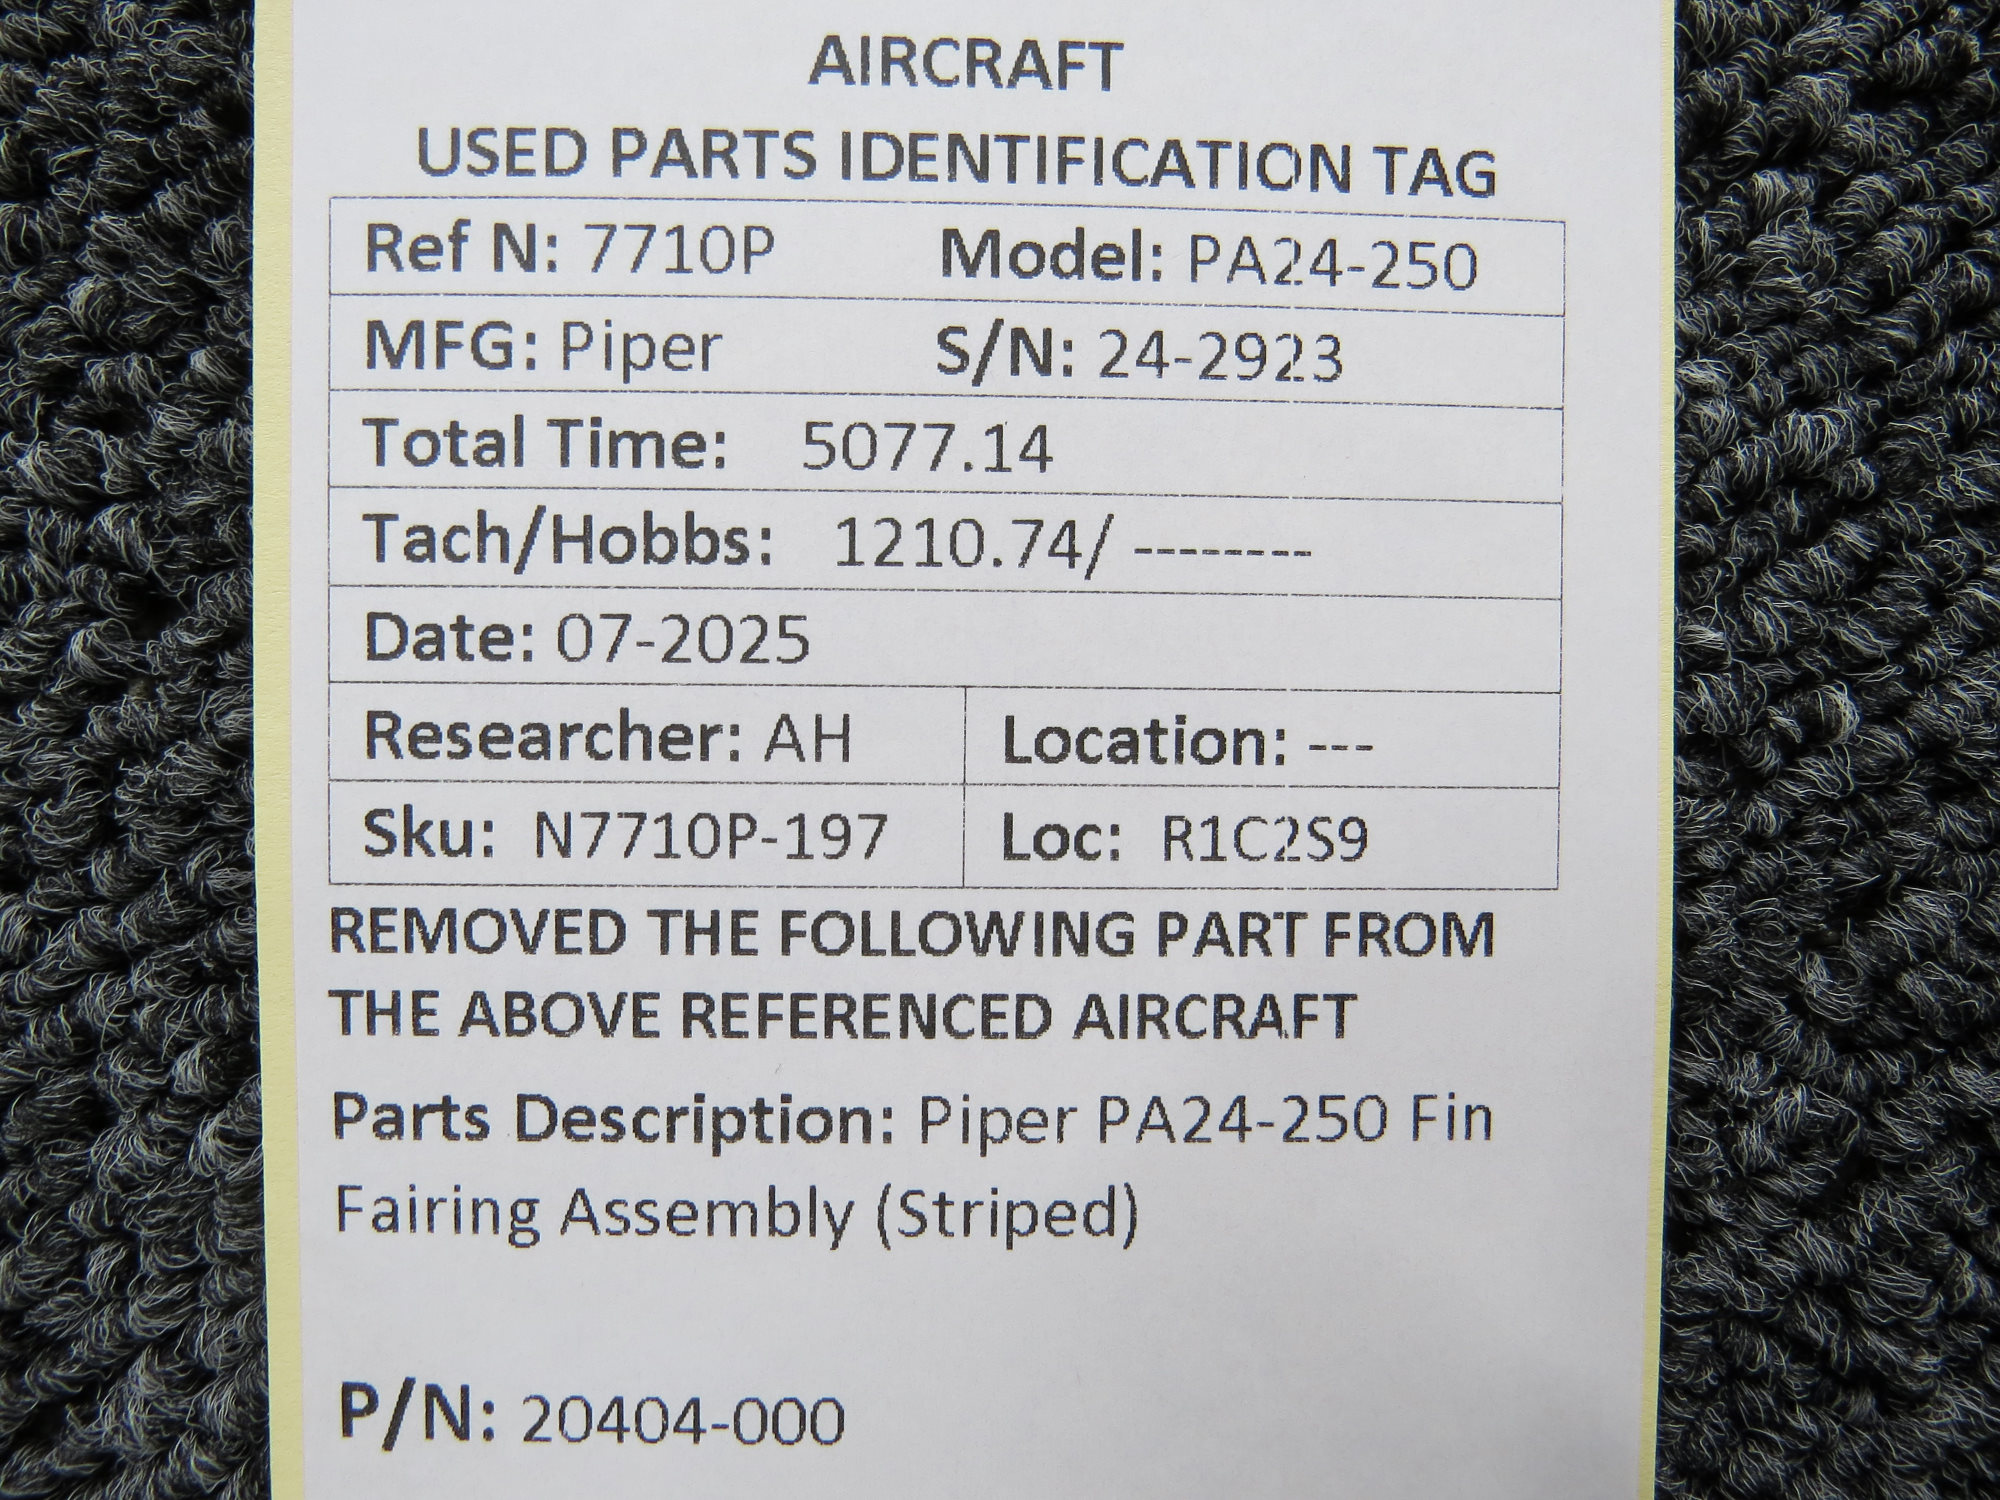 AIRCRAFT
USED PARTS IDENTIFICATION TAG
Ref N: 7710P Model: PA24-250
MFG: Piper S/N: 24-2923
Total Time: 5077.14
Tach/Hobbs: 1210.74/ --------
Date: 07-2025
Researcher: AH Location: ---
Sku: N7710P-197 Loc: R1C2S9
REMOVED THE FOLLOWING PART FROM
THE ABOVE REFERENCED AIRCRAFT
Parts Description: Piper PA24-250 Fin
Fairing Assembly (Striped)
P/N: 20404-000